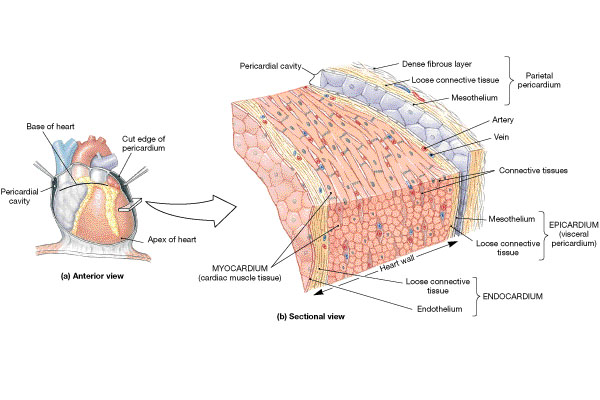 Base of heart
Cut edge of
pericardium
Pericardial
cavity
Apex of heart
(a) Anterior view
Pericardial cavity
Dense fibrous layer
Loose connective tissue
Mesothelium
Parietal
pericardium
Artery
Vein
Connective tissues
Mesothelium
Loose connective
tissue
EPICARDIUM
(visceral
pericardium)
MYOCARDIUM
(cardiac muscle tissue)
Heart wall
Loose connective
tissue
Endothelium
ENDOCARDIUM
(b) Sectional view